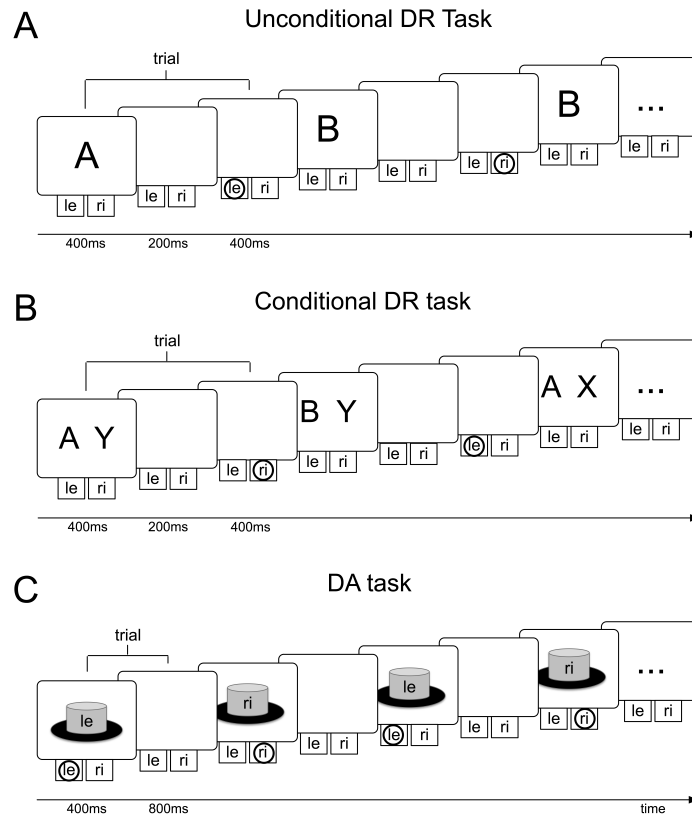 A
Unconditional DR Task
trial
A
B
B
...
le ri
le ri
le ri
le ri
le ri
le ri
le ri
le ri
400ms 200ms 400ms
B
Conditional DR task
trial
A Y
B Y
A X
...
le ri
le ri
le ri
le ri
le ri
le ri
le ri
le ri
400ms 200ms 400ms
C
DA task
trial
le
ri
le
ri
...
le ri
le ri
le ri
le ri
le ri
le ri
le ri
le ri
400ms 800ms time